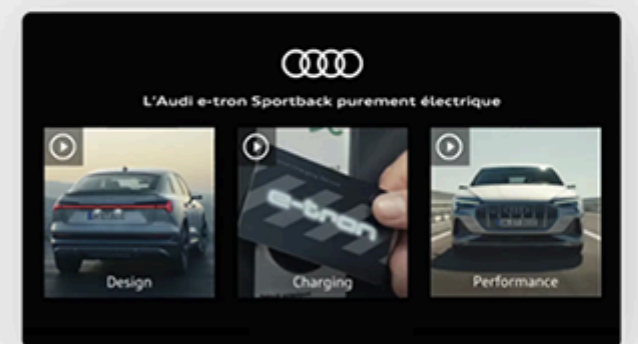 L'Audi e-tron Sportback purement électrique
e-tron
Design
Charging
Performance